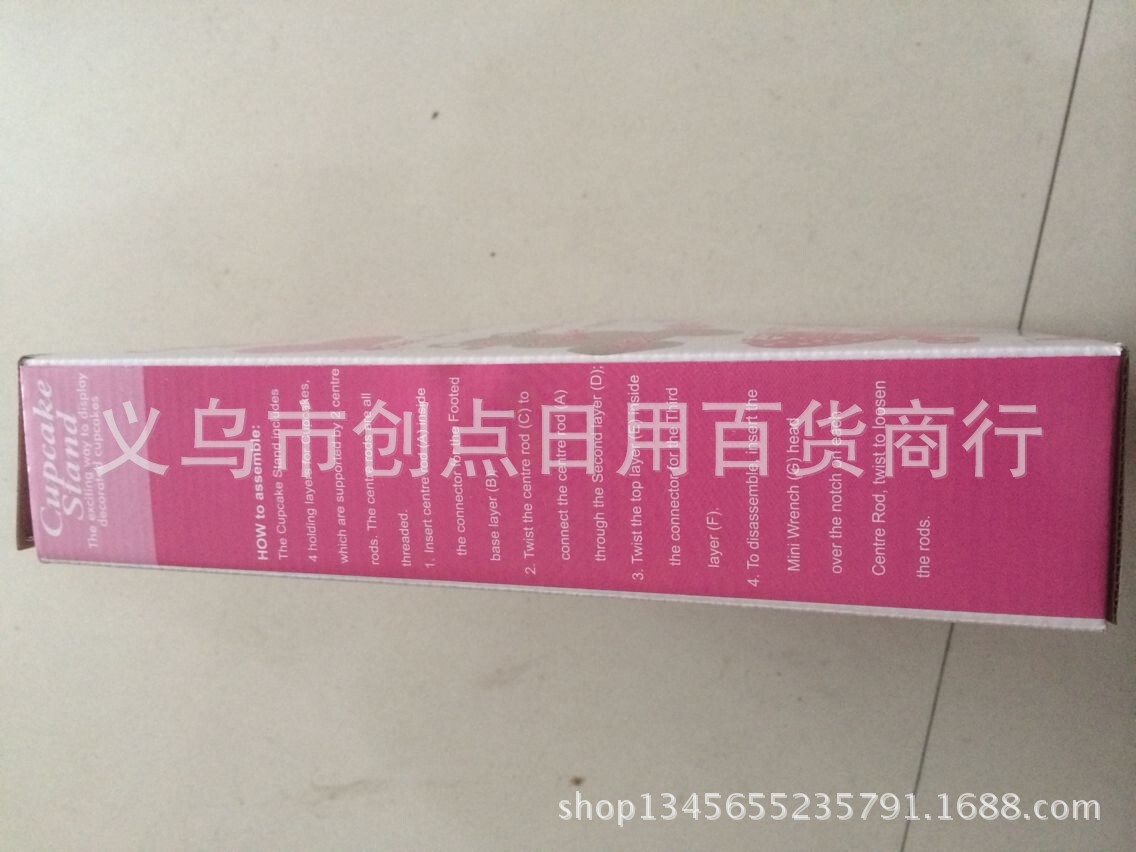 Cupcake
Stand
The exciting way to display
decorated cupcakes
HOW to assemble:
The Cupcake Stand includes
4 holding layers for cupcakes,
which are supported by 2 centre
rods. The centre rods are all
threaded.
1. Insert centre rod (A) inside
the connector for the Footed
base layer (B);
2. Twist the centre rod (C) to
connect the centre rod (A)
through the Second layer (D);
3. Twist the top layer (E) inside
the connector for the Third
layer (F).
4. To disassemble, insert the
Mini Wrench (G) head
over the notch on each
Centre Rod, twist to loosen
the rods.
义乌市创点日用百货商行
shop1345655235791.1688.com